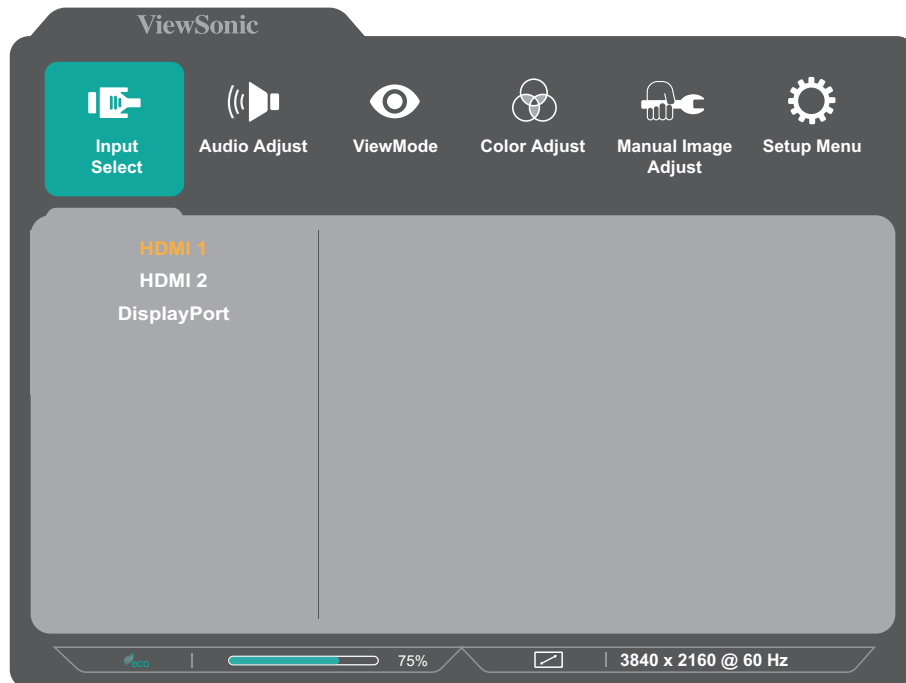 ViewSonic
Input
Select
Audio Adjust
ViewMode
Color Adjust
Manual Image
Adjust
Setup Menu
HDMI 1
HDMI 2
DisplayPort
eco
75%
3840 x 2160 @ 60 Hz